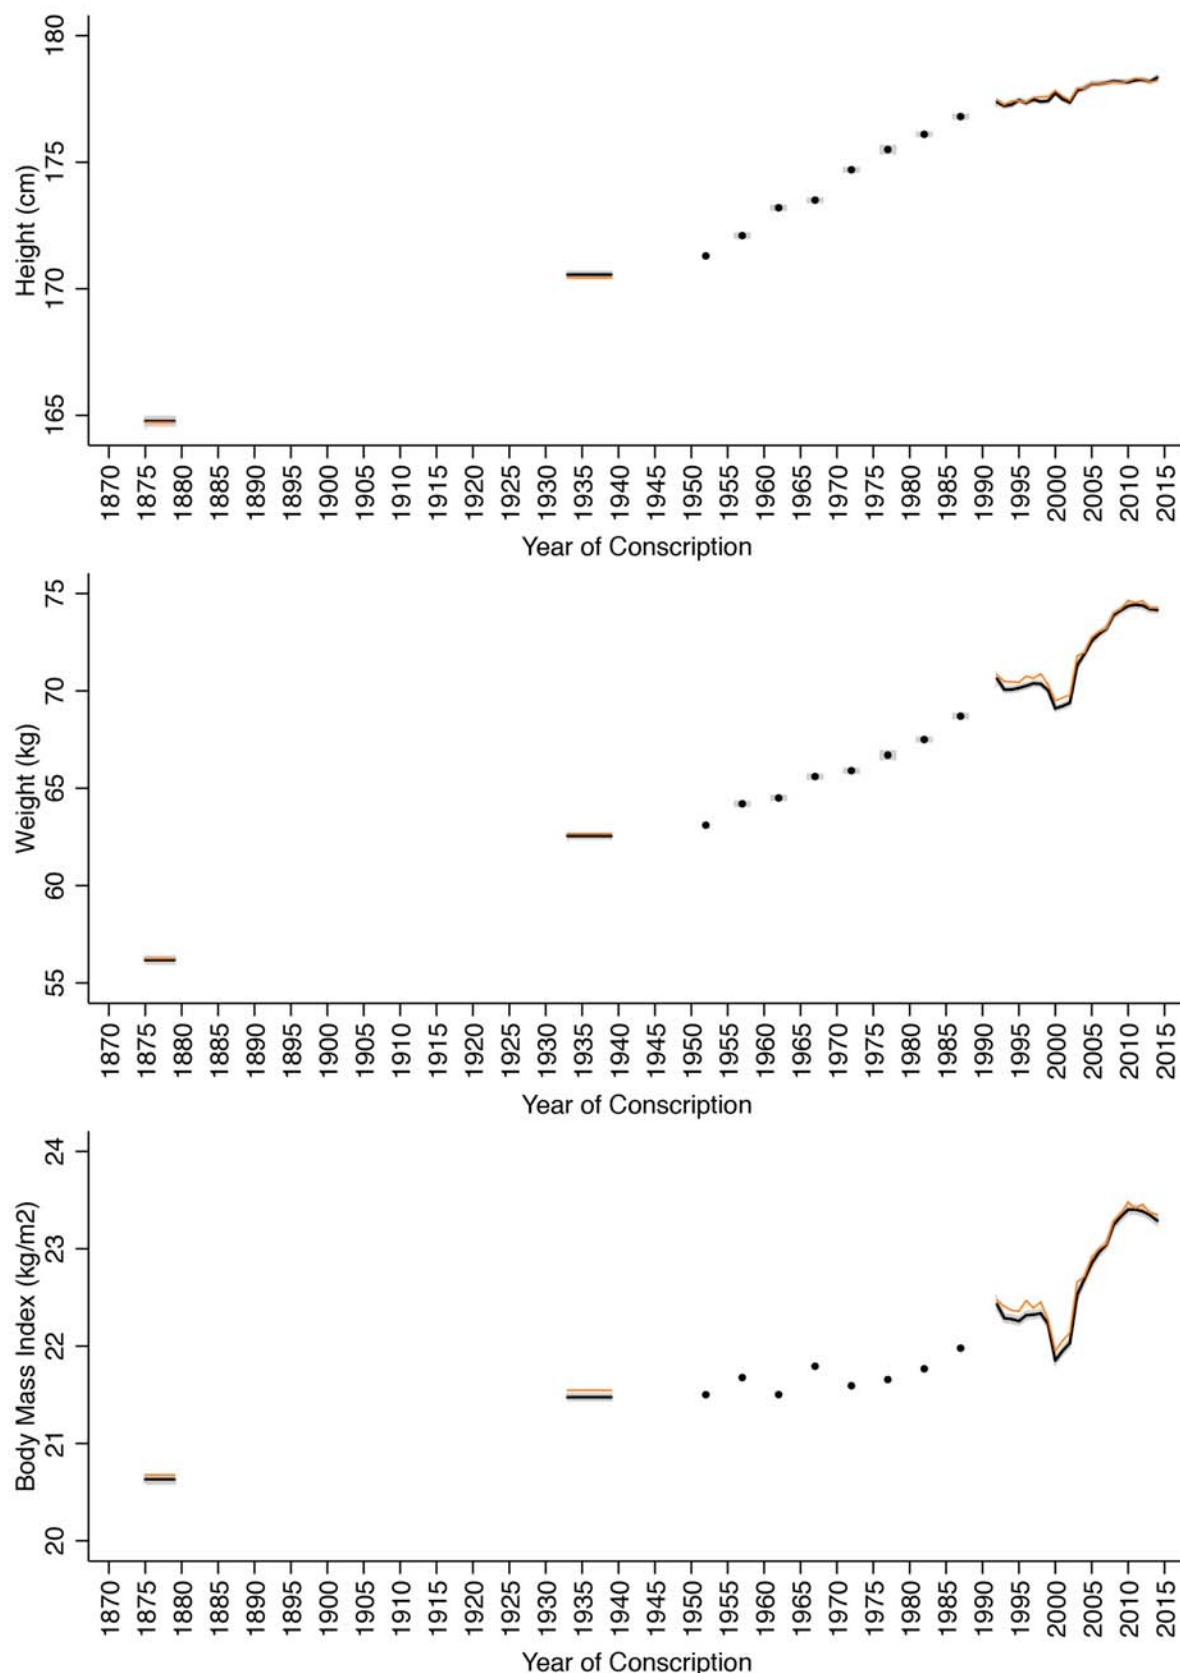 180
175
170
165
Height (cm)
1870 1875 1880 1885 1890 1895 1900 1905 1910 1915 1920 1925 1930 1935 1940 1945 1950 1955 1960 1965 1970 1975 1980 1985 1990 1995 2000 2005 2010 2015
Year of Conscription
75
70
65
60
55
Weight (kg)
1870 1875 1880 1885 1890 1895 1900 1905 1910 1915 1920 1925 1930 1935 1940 1945 1950 1955 1960 1965 1970 1975 1980 1985 1990 1995 2000 2005 2010 2015
Year of Conscription
24
23
22
21
20
Body Mass Index (kg/m2)
1870 1875 1880 1885 1890 1895 1900 1905 1910 1915 1920 1925 1930 1935 1940 1945 1950 1955 1960 1965 1970 1975 1980 1985 1990 1995 2000 2005 2010 2015
Year of Conscription